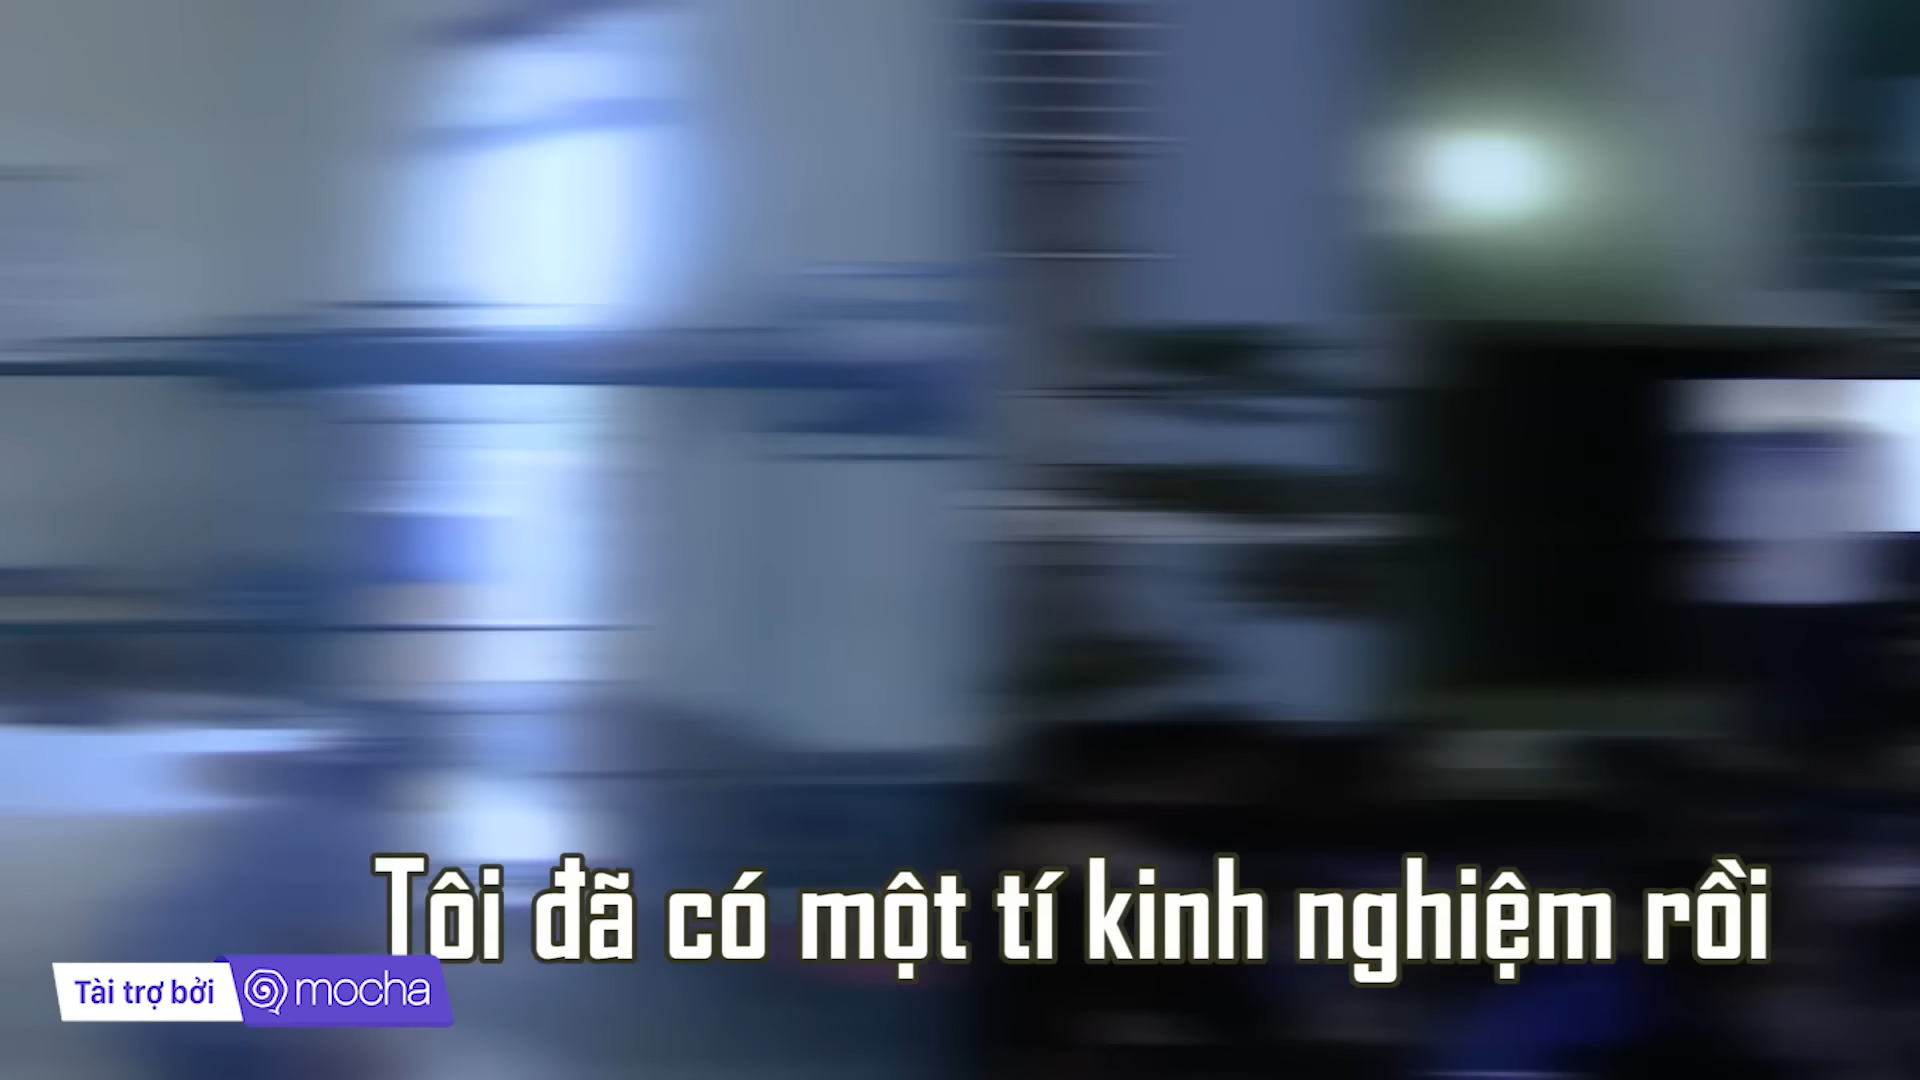 Tôi đã có một tí kinh nghiệm rồi
Tài trợ bởi mocha